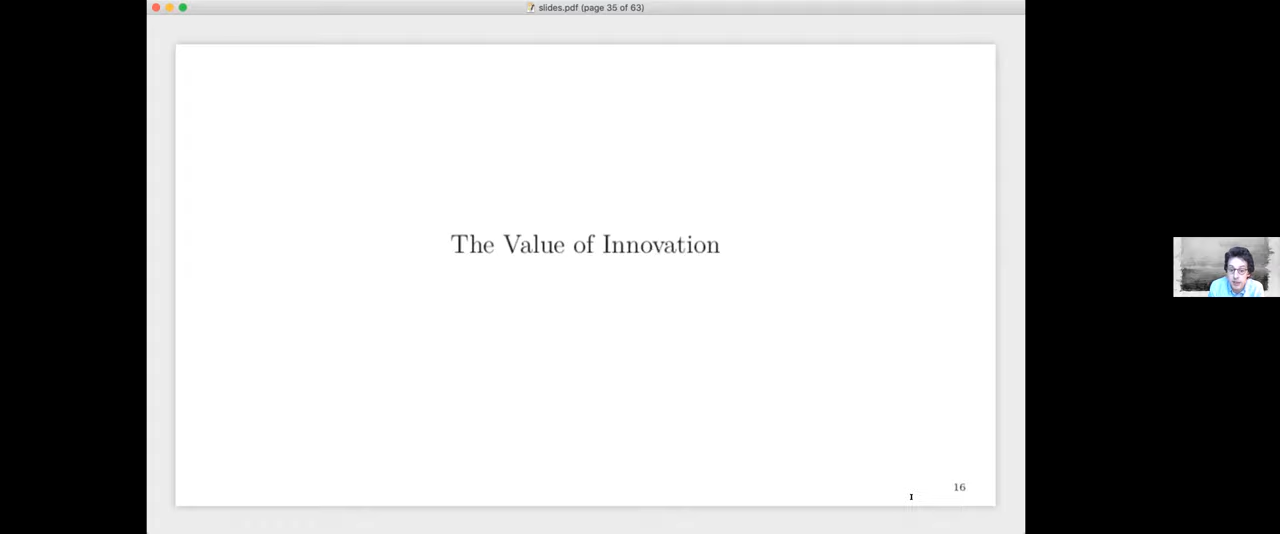 slides.pdf (page 35 of 63)
The Value of Innovation
16